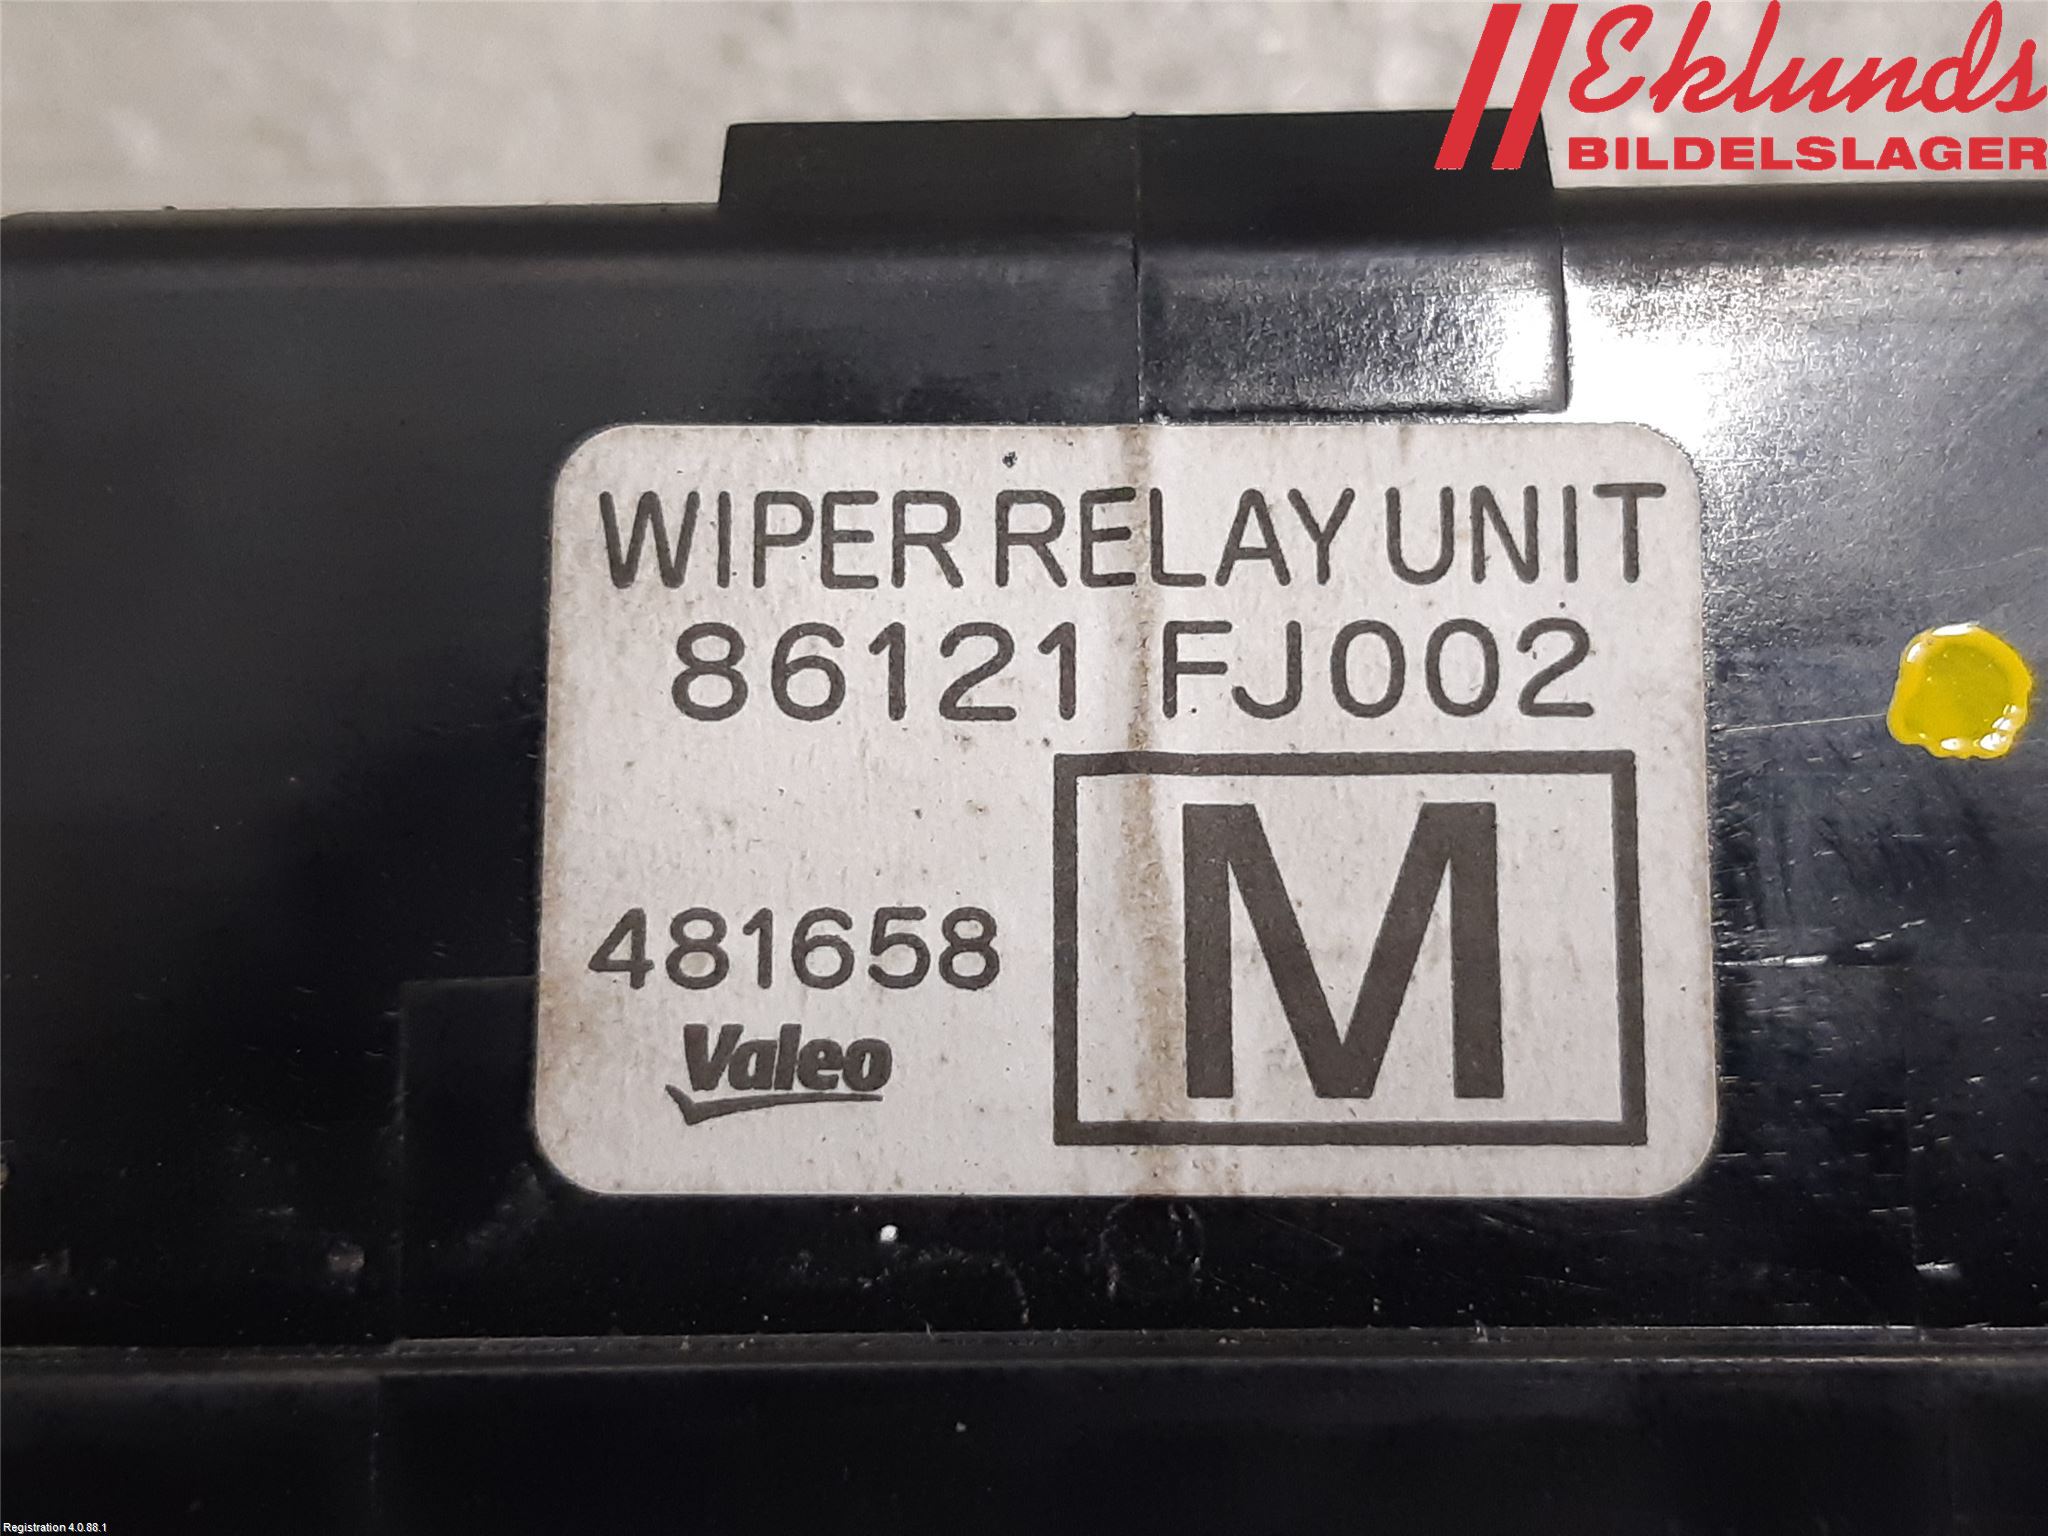 Eklunds
BILDELSLAGER
WIPER RELAY UNIT
86121 FJ002
481658
Valeo
M
Registration 4.0.88.1